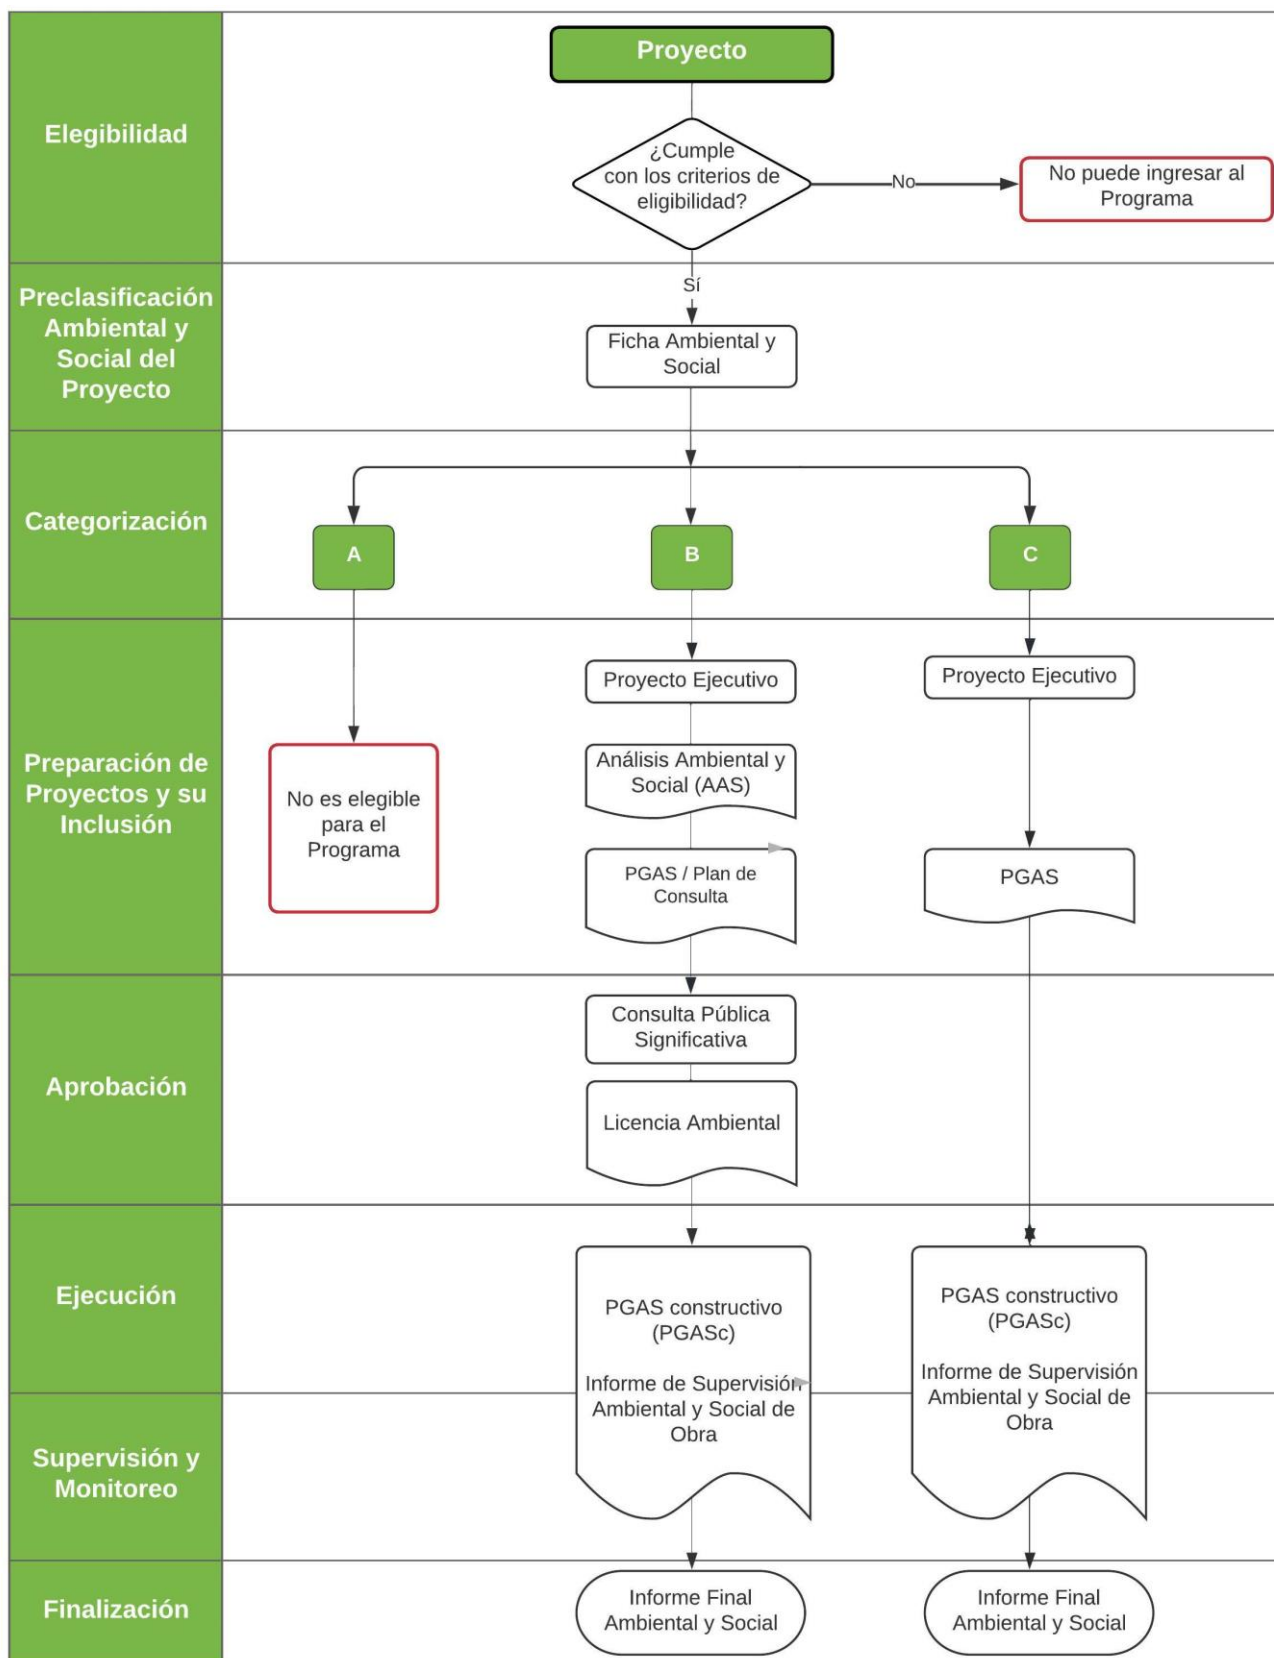 Elegibilidad
Proyecto
¿Cumple
con los criterios de
eligibilidad?
No
No puede ingresar al
Programa
Sí
Preclasificación
Ambiental y
Social del
Proyecto
Ficha Ambiental y
Social
Categorización
A
B
C
Preparación de
Proyectos y su
Inclusión
No es elegible
para el
Programa
Proyecto Ejecutivo
Análisis Ambiental y
Social (AAS)
PGAS / Plan de
Consulta
Proyecto Ejecutivo
PGAS
Aprobación
Consulta Pública
Significativa
Licencia Ambiental
Ejecución
Supervisión y
Monitoreo
PGAS constructivo
(PGASc)
Informe de Supervisión
Ambiental y Social de
Obra
PGAS constructivo
(PGASc)
Informe de Supervisión
Ambiental y Social de
Obra
Finalización
Informe Final
Ambiental y Social
Informe Final
Ambiental y Social